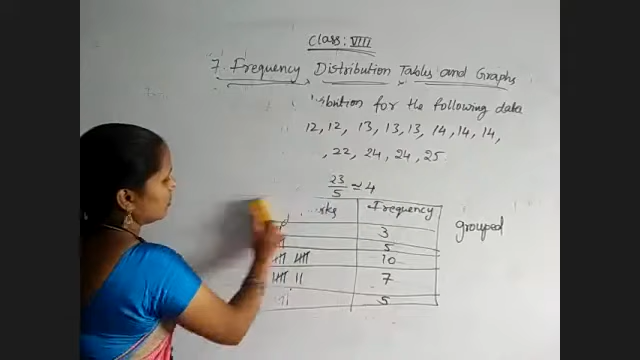 Class: VIII
7. Frequency Distribution Tables and Graphs
ibution for the following data
12, 12, 13, 13, 13, 14, 14, 14,
, 22, 24, 24, 25
23/5 ≈ 4
rks Frequency
3
5
10
7
5
grouped